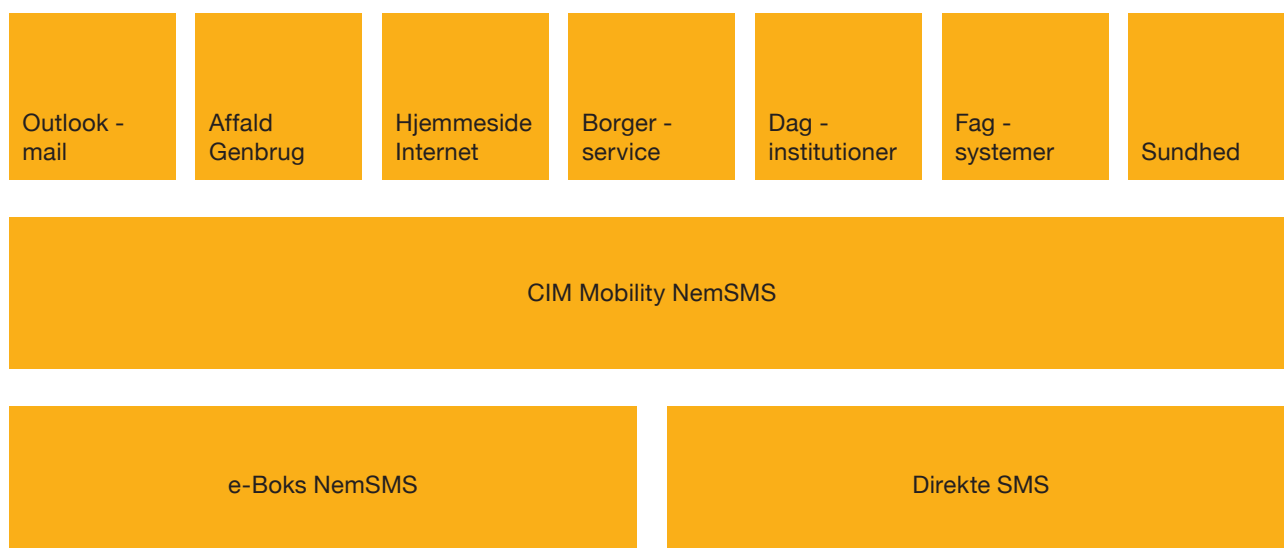 Outlook -
mail
Affald
Genbrug
Hjemmeside
Internet
Borger -
service
Dag -
institutioner
Fag -
systemer
Sundhed
CIM Mobility NemSMS
e-Boks NemSMS
Direkte SMS